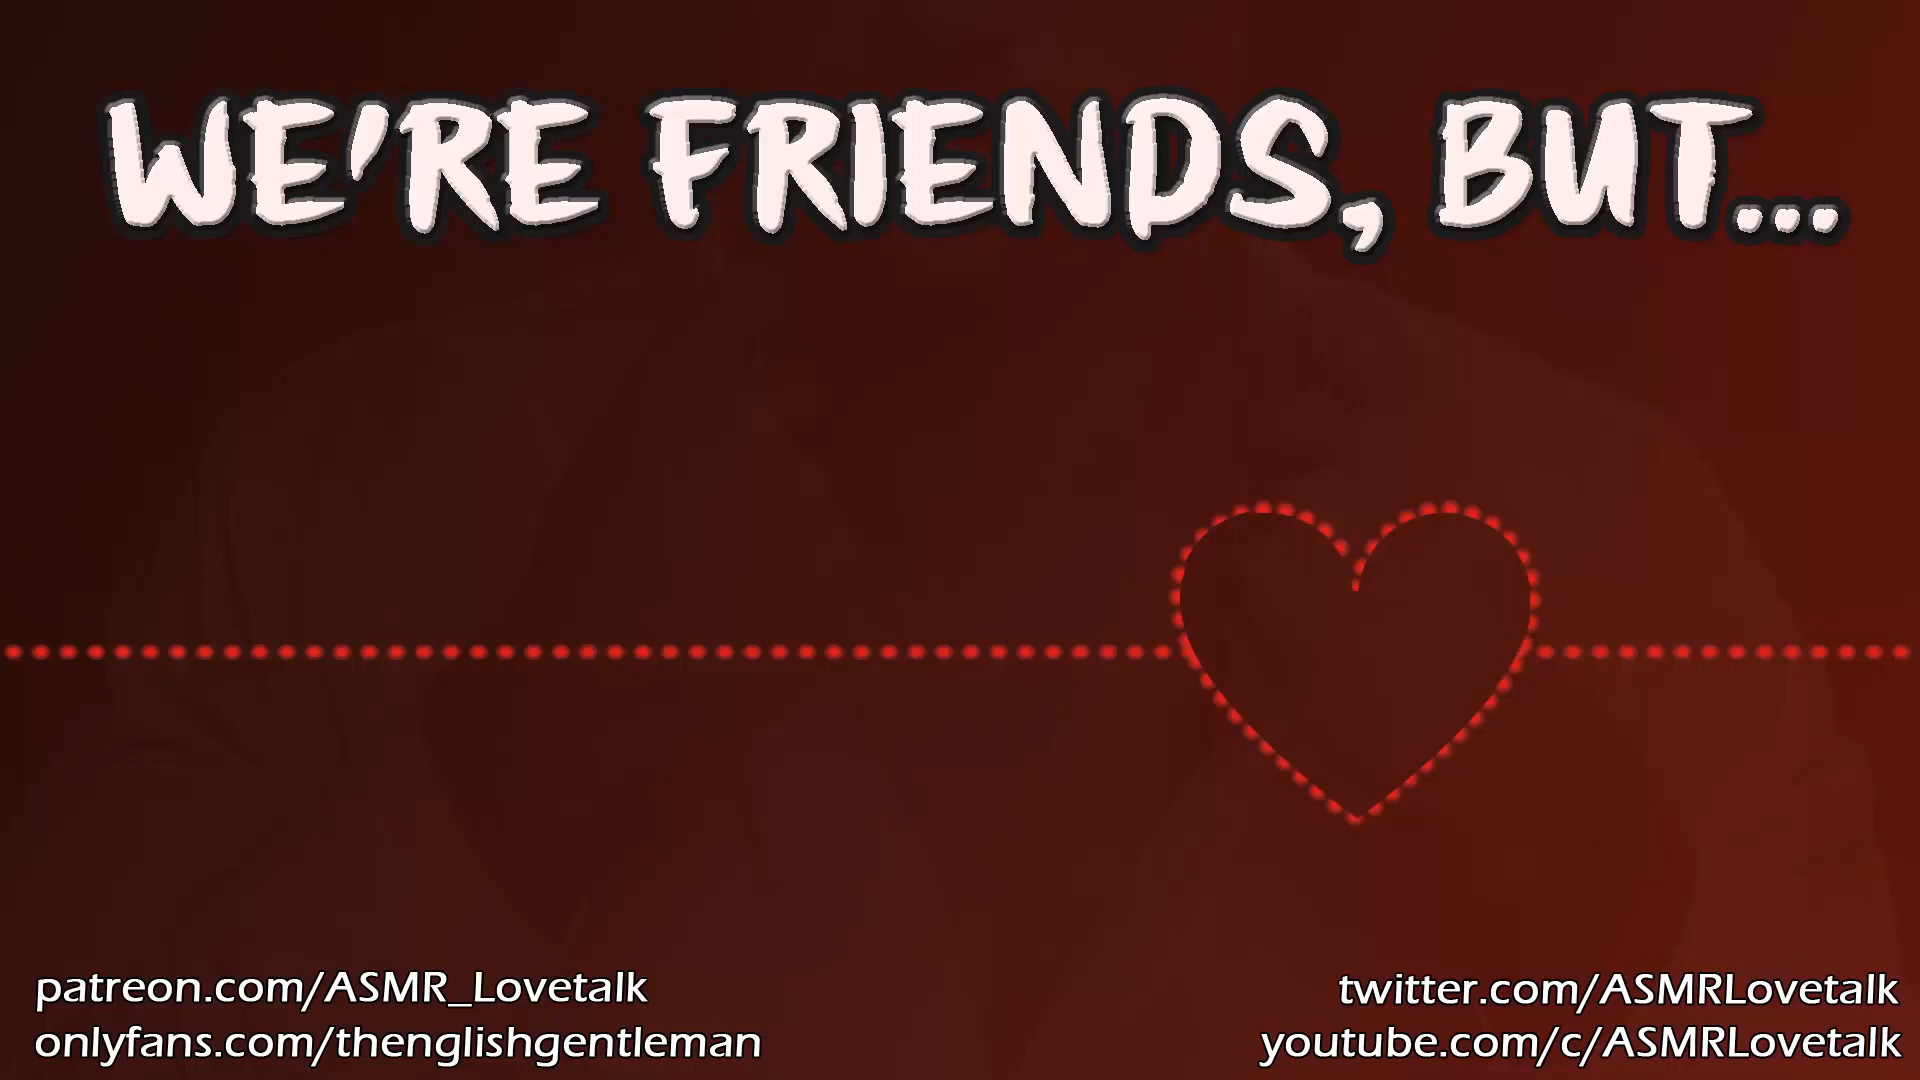 WE'RE FRIENDS, BUT...
patreon.com/ASMR_Lovetalk
twitter.com/ASMRLovetalk
onlyfans.com/thenglishgentleman
youtube.com/c/ASMRLovetalk